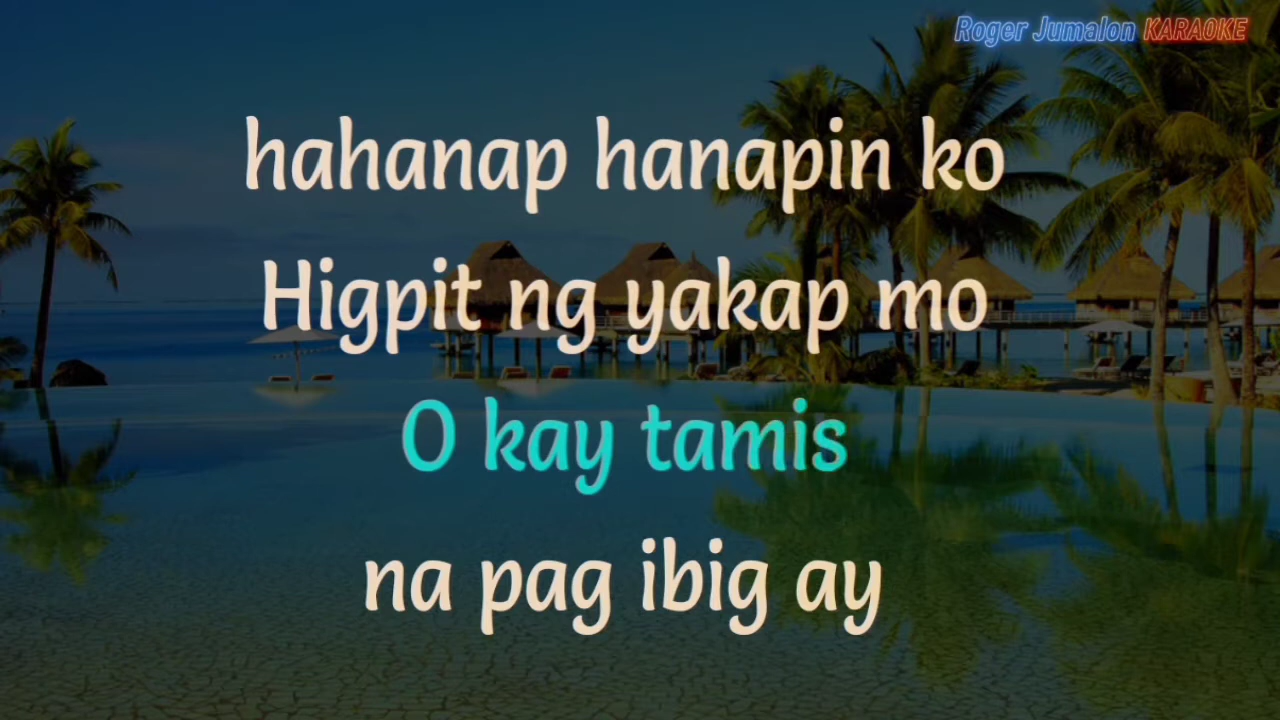 Roger Jumalon KARAOKE
hahanap hanapin ko
Higpit ng yakap mo
O kay tamis
na pag ibig ay